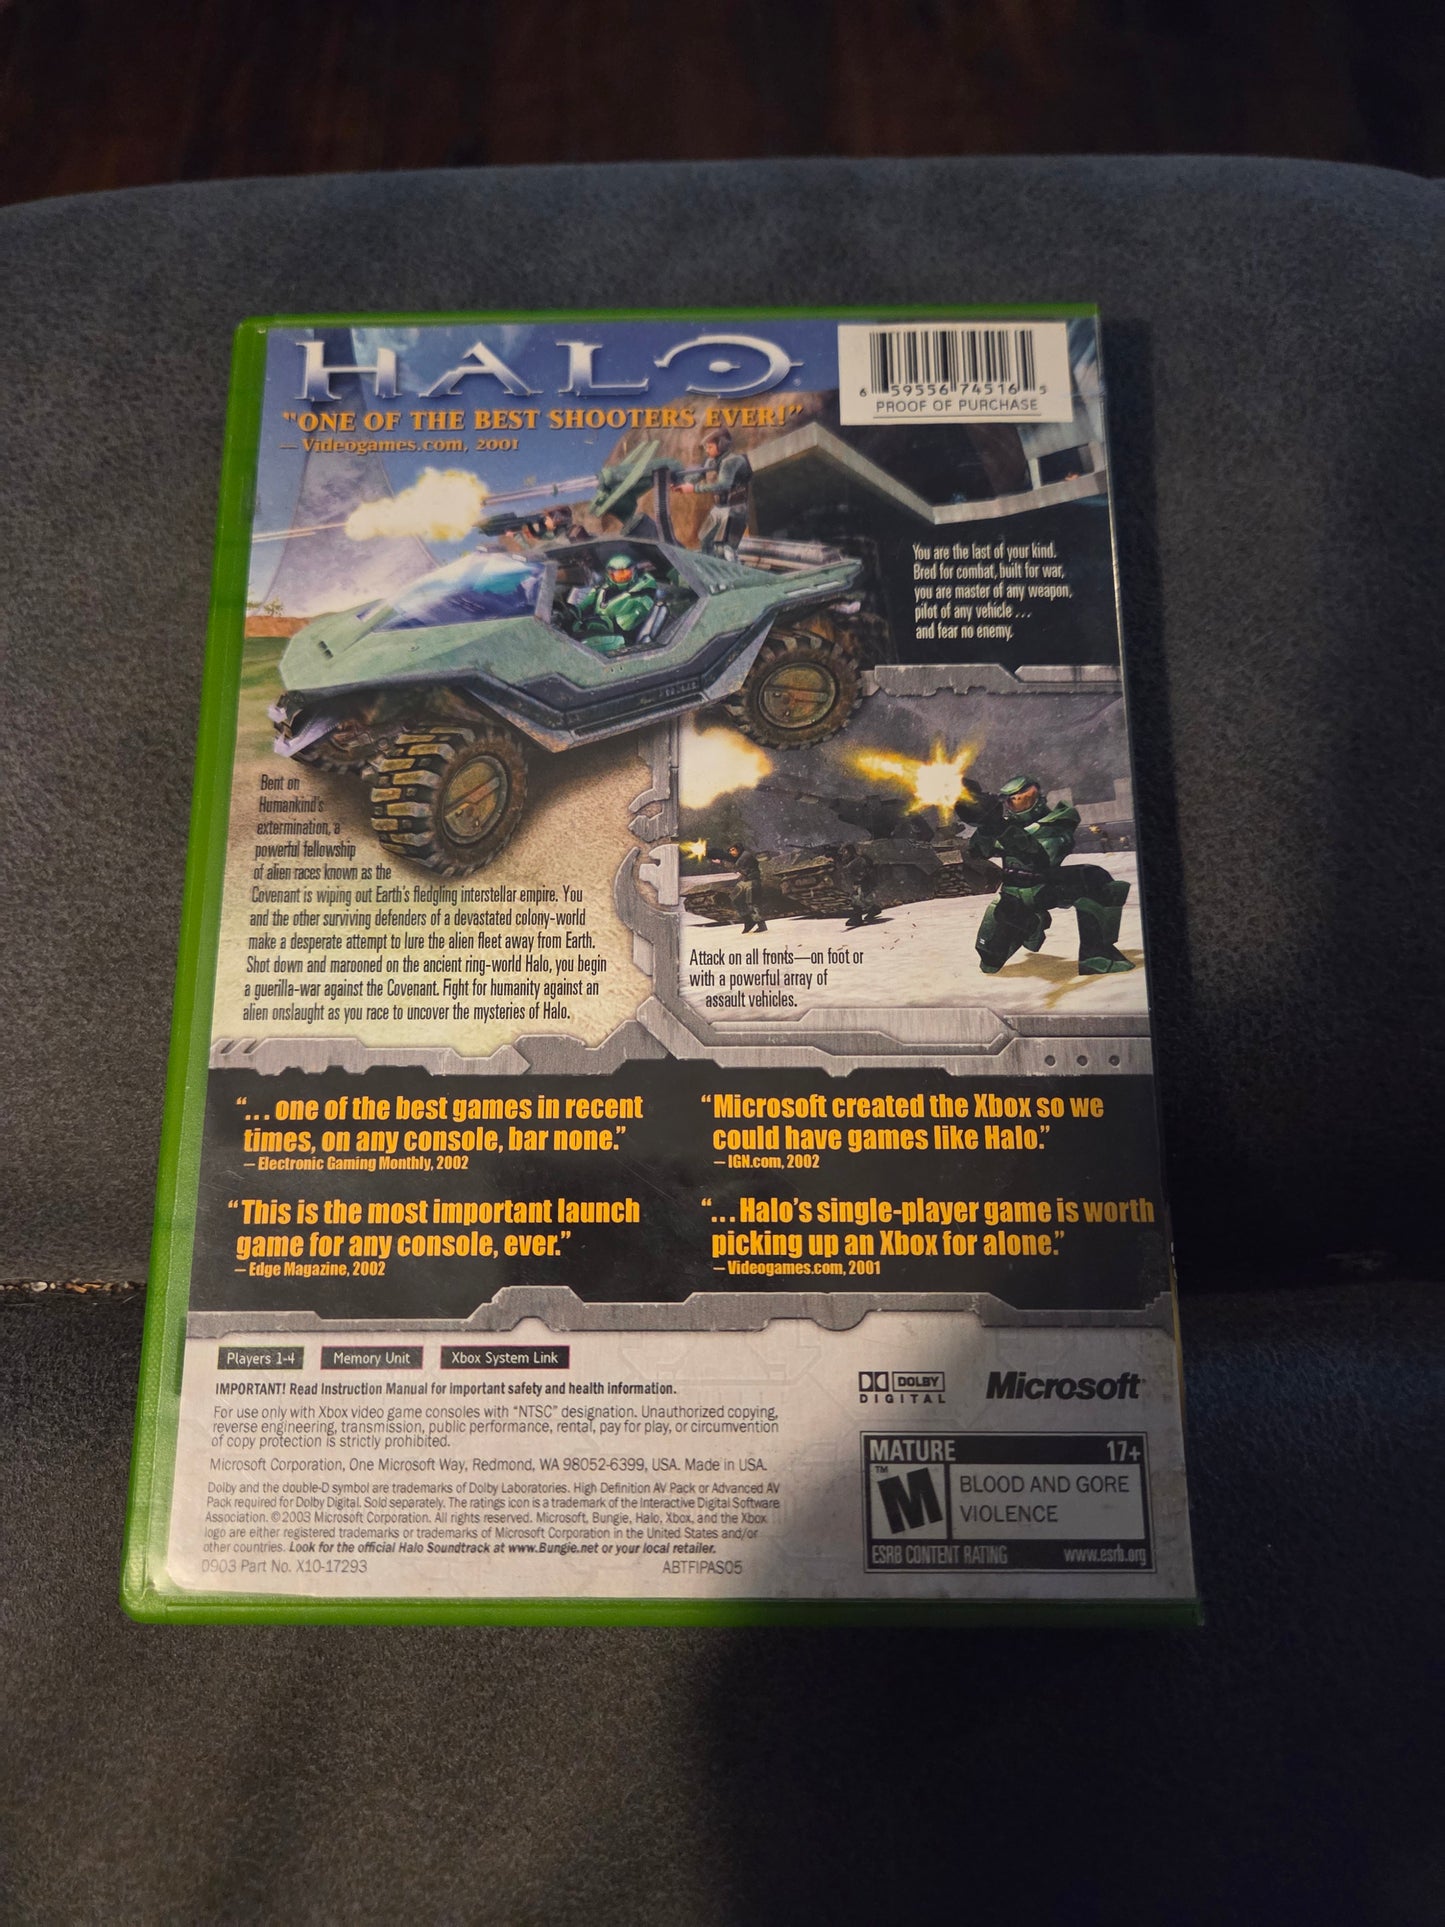 HALO
6 59556 74516 5
PROOF OF PURCHASE
"ONE OF THE BEST SHOOTERS EVER!"
— Videogames.com, 2001
You are the last of your kind.
Bred for combat, built for war,
you are master of any weapon,
pilot of any vehicle . . .
and fear no enemy.
Bent on
Humankind's
extermination, a
powerful fellowship
of alien races known as the
Covenant is wiping out Earth's fledgling interstellar empire. You
and the other surviving defenders of a devastated colony-world
make a desperate attempt to lure the alien fleet away from Earth.
Shot down and marooned on the ancient ring-world Halo, you begin
a guerilla-war against the Covenant. Fight for humanity against an
alien onslaught as you race to uncover the mysteries of Halo.
Attack on all fronts—on foot or
with a powerful array of
assault vehicles.
"... one of the best games in recent
times, on any console, bar none."
— Electronic Gaming Monthly, 2002
"Microsoft created the Xbox so we
could have games like Halo."
— IGN.com, 2002
"This is the most important launch
game for any console, ever."
— Edge Magazine, 2002
"...Halo's single-player game is worth
picking up an Xbox for alone."
— Videogames.com, 2001
Players 1-4 Memory Unit Xbox System Link
IMPORTANT! Read Instruction Manual for important safety and health information.
For use only with Xbox video game consoles with "NTSC" designation. Unauthorized copying,
reverse engineering, transmission, public performance, rental, pay for play, or circumvention
of copy protection is strictly prohibited.
Microsoft Corporation, One Microsoft Way, Redmond, WA 98052-6399, USA. Made in USA.
Dolby and the double-D symbol are trademarks of Dolby Laboratories. High Definition AV Pack or Advanced AV
Pack required for Dolby Digital. Sold separately. The ratings icon is a trademark of the Interactive Digital Software
Association. ©2003 Microsoft Corporation. All rights reserved. Microsoft, Bungie, Halo, Xbox, and the Xbox
logo are either registered trademarks or trademarks of Microsoft Corporation in the United States and/or
other countries. Look for the official Halo Soundtrack at www.Bungie.net or your local retailer.
0903 Part No. X10-17293 ABTFIPAS05
DOLBY
DIGITAL
Microsoft
MATURE 17+
M
TM
BLOOD AND GORE
VIOLENCE
ESRB CONTENT RATING www.esrb.org